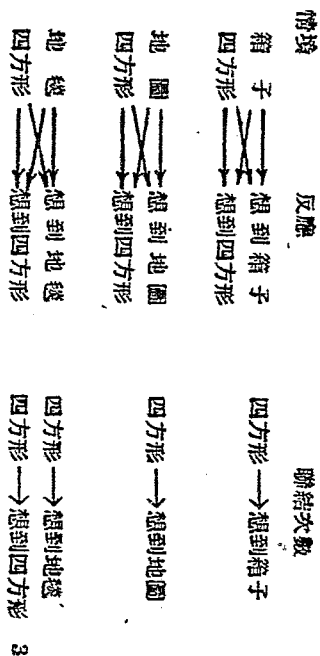 情境 反應 聯結次數
箱子 想到箱子 四方形→想到箱子
四方形 想到四方形
地圖 想到地圖 四方形→想到地圖
四方形 想到四方形
地毯 想到地毯 四方形→想到地毯
四方形 想到四方形 四方形→想到四方形 3